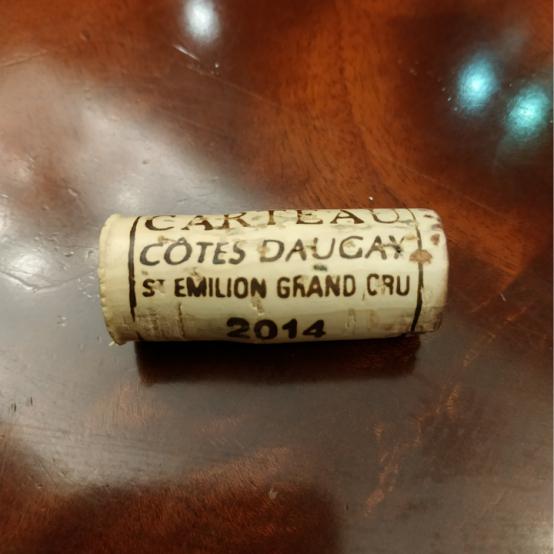 CARTEAU
CÔTES DAUGAY
ST EMILION GRAND CRU
2014